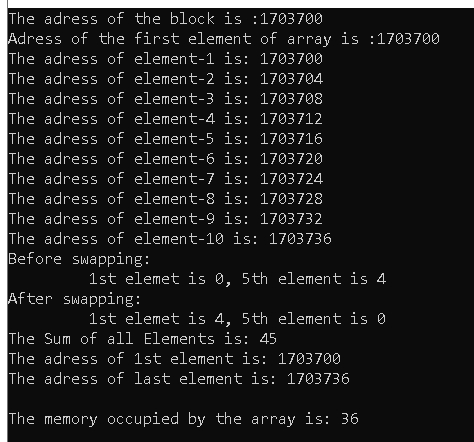 The adress of the block is :1703700
Adress of the first element of array is :1703700
The adress of element-1 is: 1703700
The adress of element-2 is: 1703704
The adress of element-3 is: 1703708
The adress of element-4 is: 1703712
The adress of element-5 is: 1703716
The adress of element-6 is: 1703720
The adress of element-7 is: 1703724
The adress of element-8 is: 1703728
The adress of element-9 is: 1703732
The adress of element-10 is: 1703736
Before swapping:
1st elemet is 0, 5th element is 4
After swapping:
1st elemet is 4, 5th element is 0
The Sum of all Elements is: 45
The adress of 1st element is: 1703700
The adress of last element is: 1703736
The memory occupied by the array is: 36